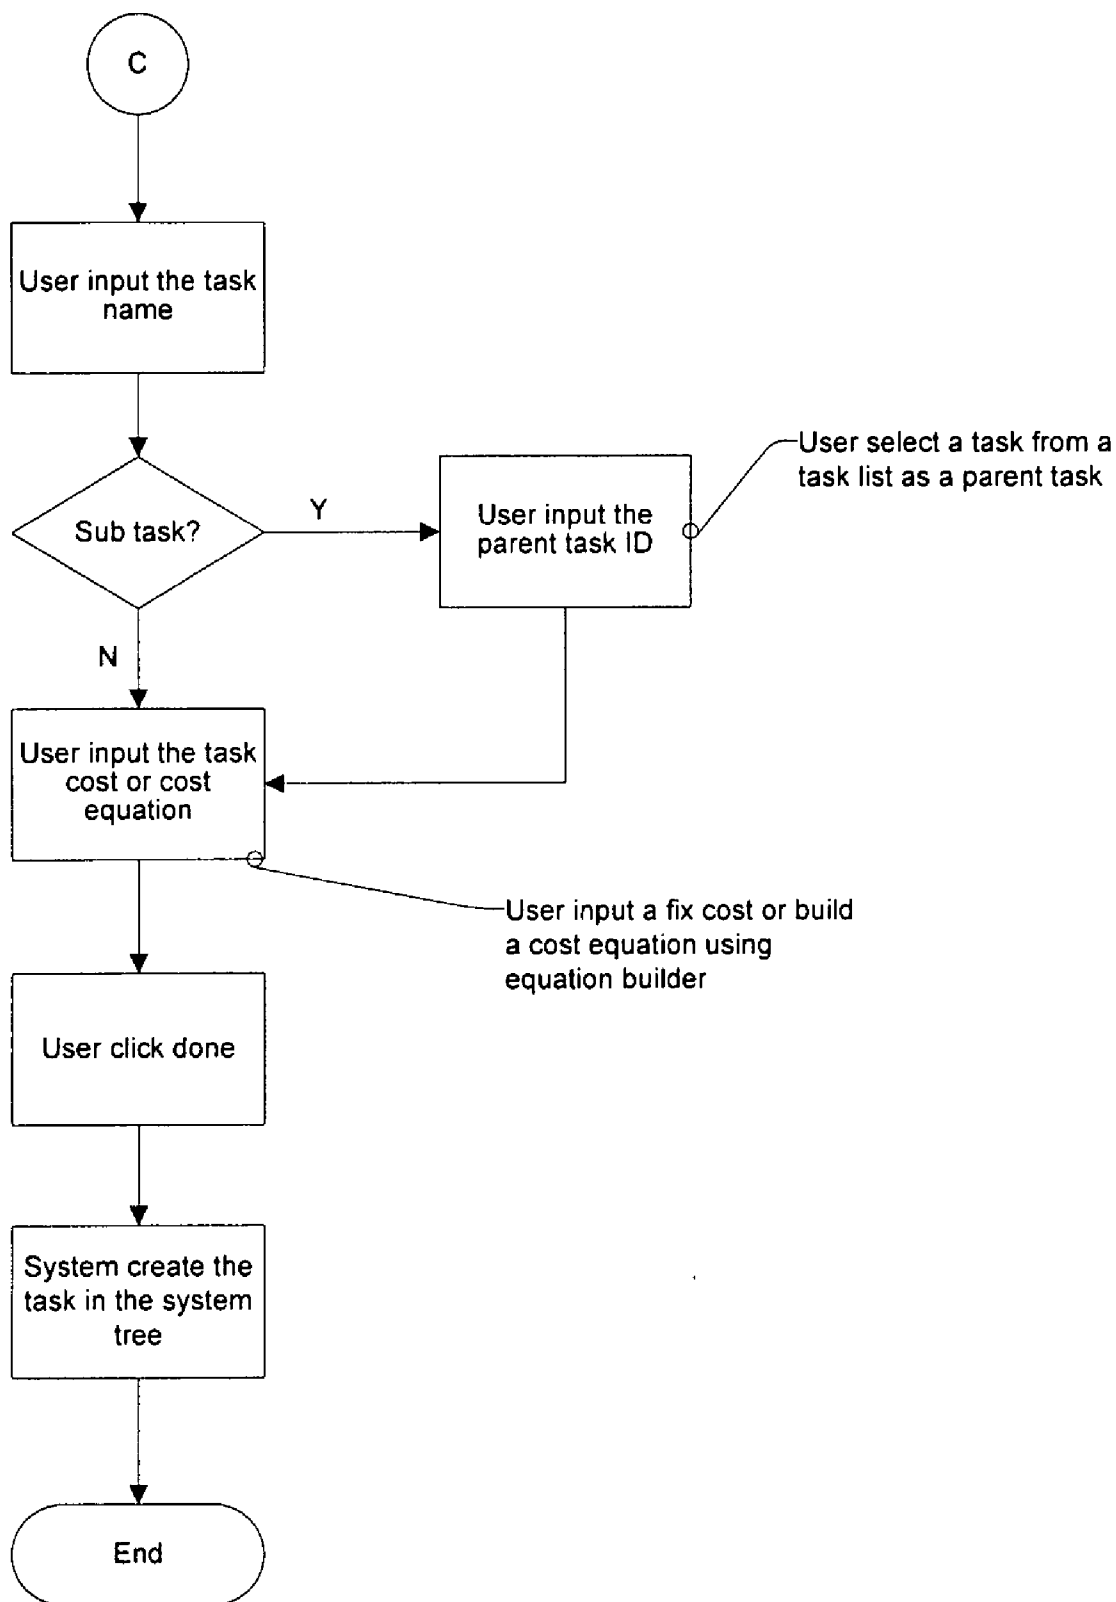 C
User input the task
name
Sub task?
Y
User input the
parent task ID
User select a task from a
task list as a parent task
N
User input the task
cost or cost
equation
User input a fix cost or build
a cost equation using
equation builder
User click done
System create the
task in the system
tree
End